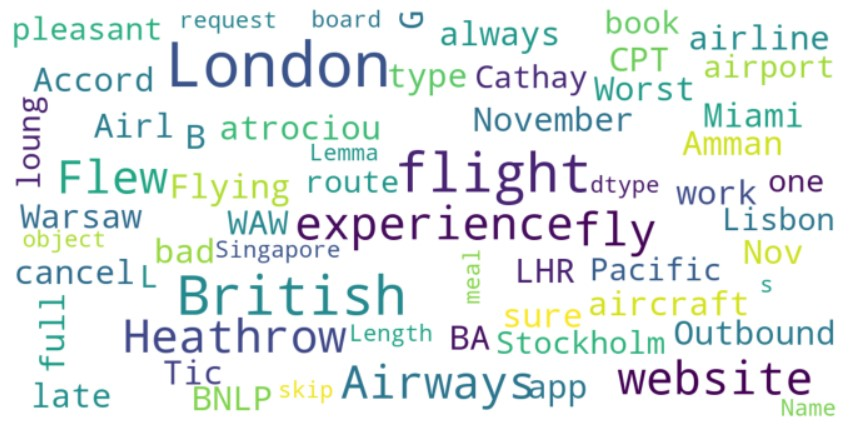 pleasant request board G always book airline
London type Cathay CPT airport
Accord Worst
loung Airl B atrociou November Miami
Lemma Amman
Flew Flying route flight dtype work one
Warsaw WAW experience fly Lisbon
object bad Singapore Nov
cancel L meal LHR Pacific s
full British sure aircraft
Heathrow Length BA Stockholm Outbound
Tic Airways app website
late BNLP skip Name